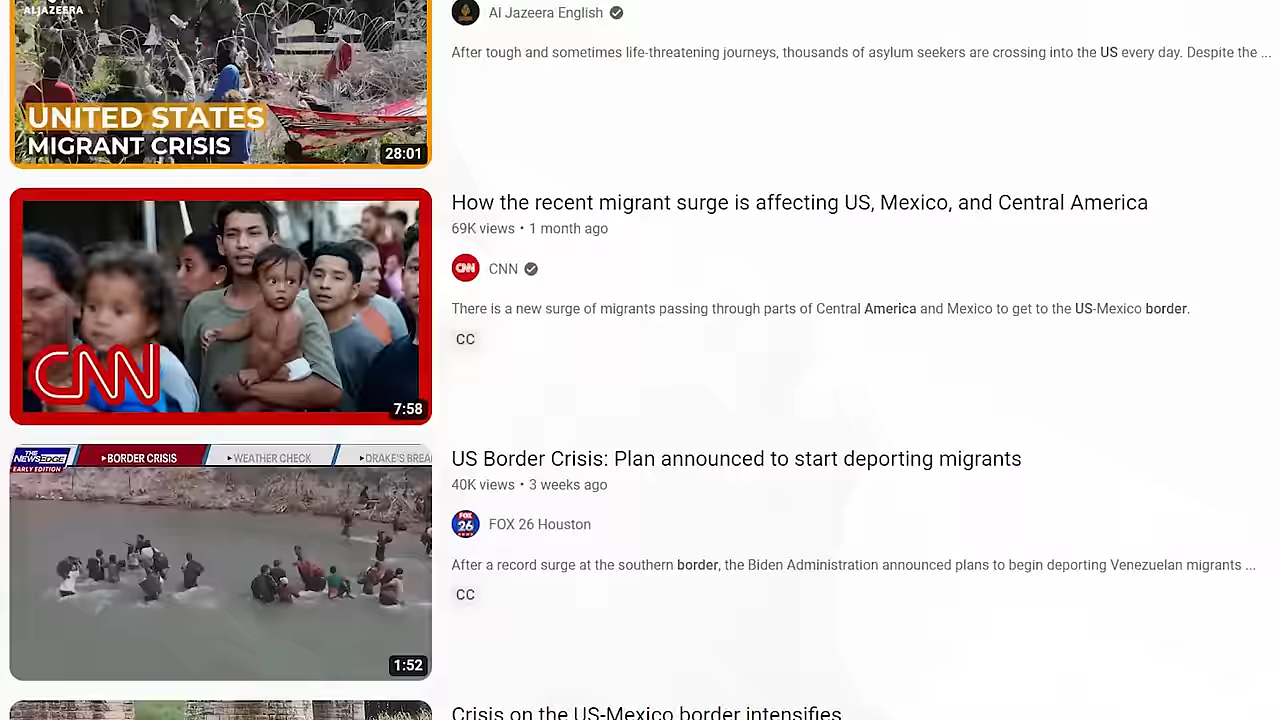 ALJAZEERA
Al Jazeera English
After tough and sometimes life-threatening journeys, thousands of asylum seekers are crossing into the US every day. Despite the ...
UNITED STATES
MIGRANT CRISIS
28:01
How the recent migrant surge is affecting US, Mexico, and Central America
69K views • 1 month ago
CNN
CNN
There is a new surge of migrants passing through parts of Central America and Mexico to get to the US-Mexico border.
CC
CNN
7:58
THE NEWSEDGE
EARLY EDITION
▸BORDER CRISIS
▸WEATHER CHECK
▸DRAKE'S BREA
US Border Crisis: Plan announced to start deporting migrants
40K views • 3 weeks ago
FOX 26
FOX 26 Houston
After a record surge at the southern border, the Biden Administration announced plans to begin deporting Venezuelan migrants ...
CC
1:52
Crisis on the US-Mexico border intensifies